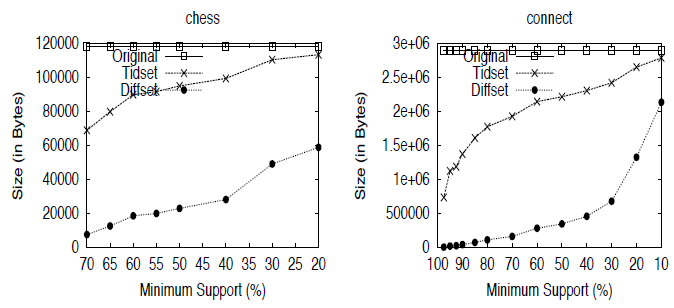 chess
Size (in Bytes)
120000
100000
80000
60000
40000
20000
0
Original
Tidset
Diffset
70 65 60 55 50 45 40 35 30 25 20
Minimum Support (%)
connect
Size (in Bytes)
3e+06
2.5e+06
2e+06
1.5e+06
1e+06
500000
0
Original
Tidset
Diffset
100 90 80 70 60 50 40 30 20 10
Minimum Support (%)